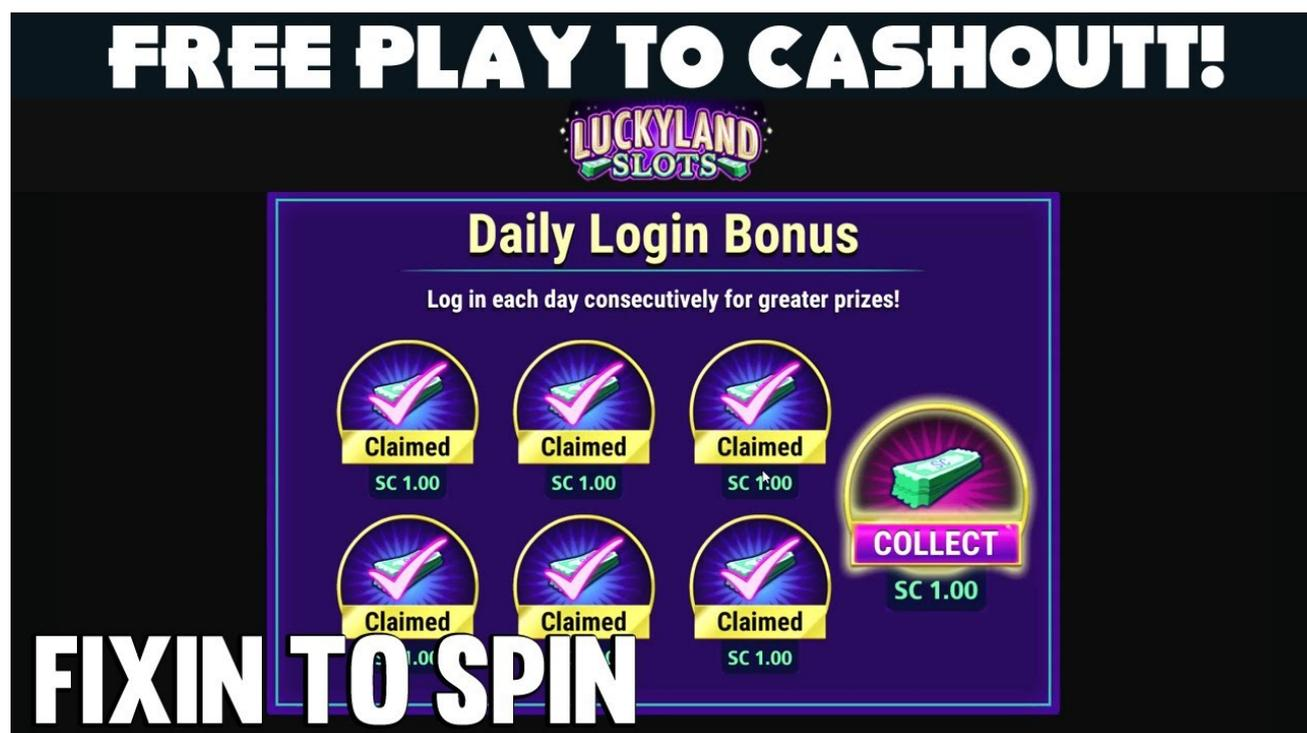 FREE PLAY TO CASHOUTT!
LUCKYLAND
SLOTS
Daily Login Bonus
Log in each day consecutively for greater prizes!
Claimed
Claimed
Claimed
SC 1.00
SC 1.00
SC 1:00
SC
COLLECT
SC 1.00
Claimed
Claimed
Claimed
SC 1.00
FIXIN TO SPIN